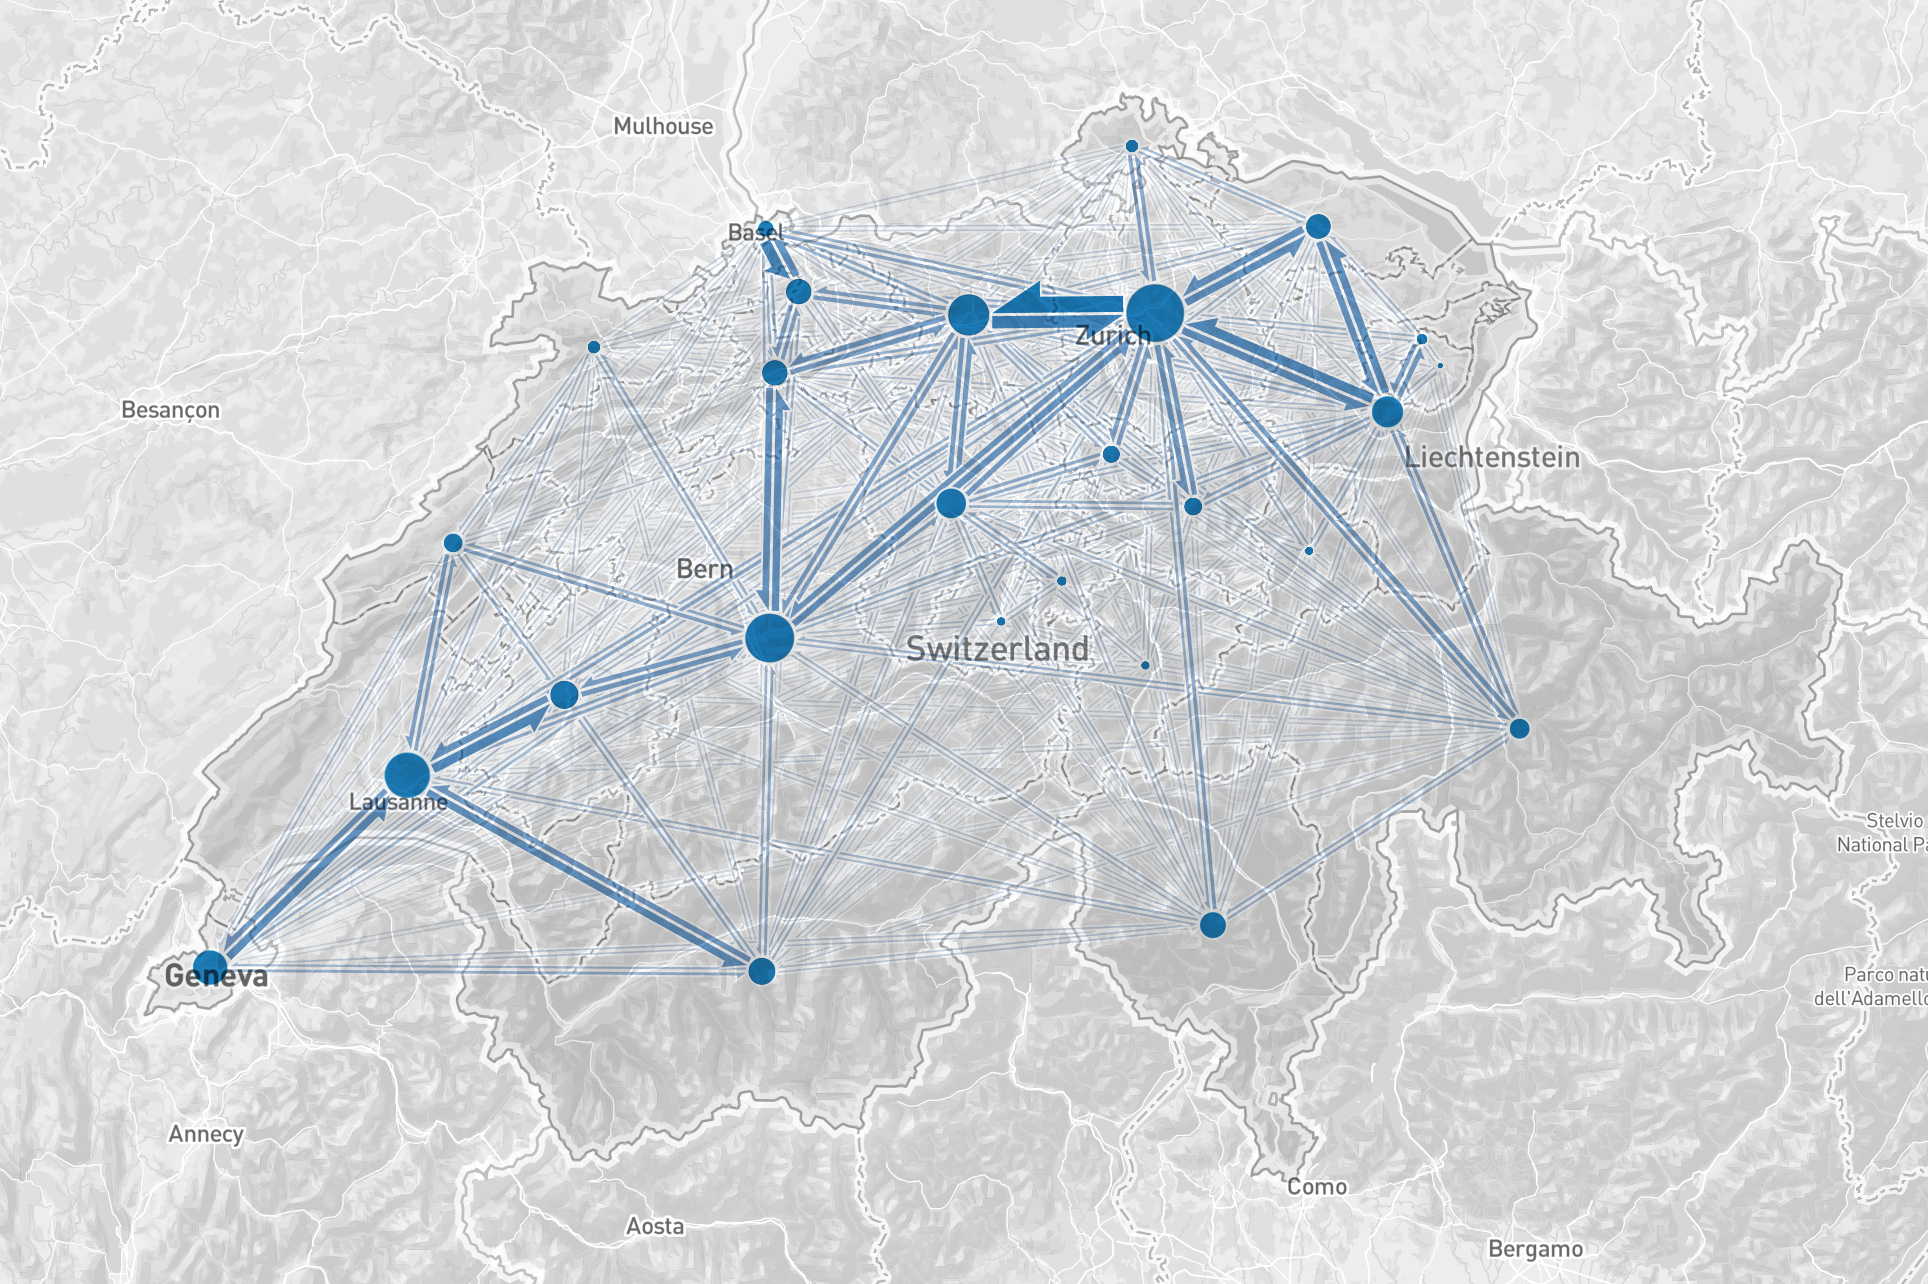 Mulhouse
Basel
Zurich
Besançon
Liechtenstein
Bern
Switzerland
Lausanne
Stelvio
National Pa
Geneva
Parco natu
dell'Adamello
Annecy
Como
Aosta
Bergamo